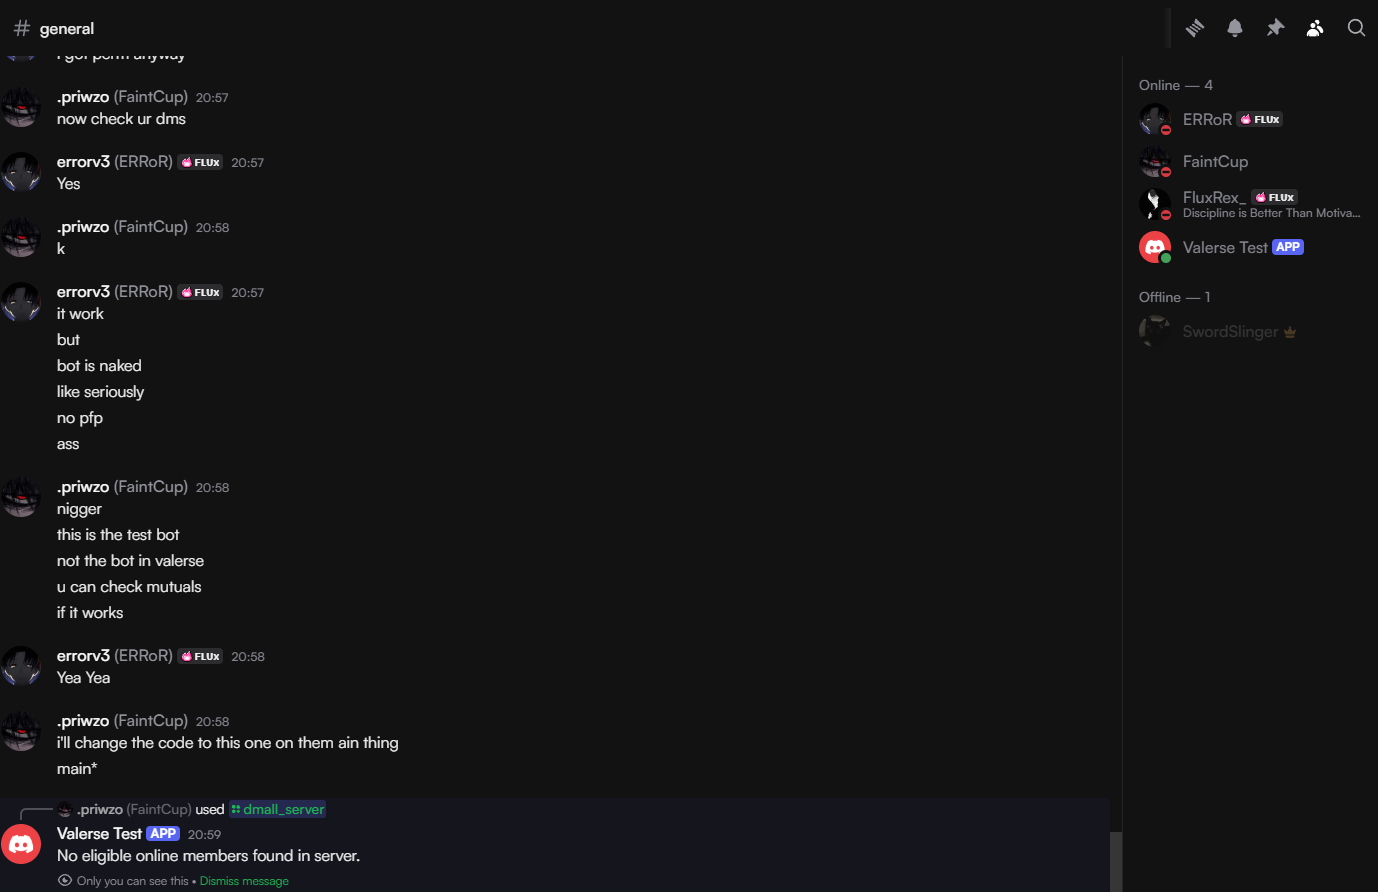 general
i got perm anyway
.priwzo (FaintCup) 20:57
now check ur dms
errorv3 (ERRoR) FLUx 20:57
Yes
.priwzo (FaintCup) 20:58
k
errorv3 (ERRoR) FLUx 20:57
it work
but
bot is naked
like seriously
no pfp
ass
.priwzo (FaintCup) 20:58
nigger
this is the test bot
not the bot in valerse
u can check mutuals
if it works
errorv3 (ERRoR) FLUx 20:58
Yea Yea
.priwzo (FaintCup) 20:58
i'll change the code to this one on them ain thing
main*
.priwzo (FaintCup) used dmall_server
Valerse Test APP 20:59
No eligible online members found in server.
Only you can see this • Dismiss message
Online — 4
ERRoR FLUx
FaintCup
FluxRex_ FLUx
Discipline is Better Than Motiva...
Valerse Test APP
Offline — 1
SwordSlinger